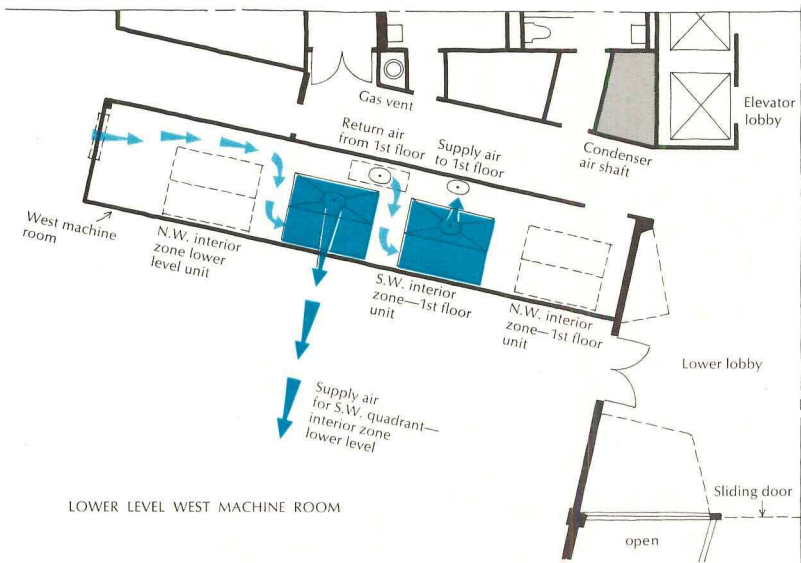 Gas vent
Elevator
lobby
Return air
from 1st floor
Supply air
to 1st floor
Condenser
air shaft
West machine
room
N.W. interior
zone lower
level unit
S.W. interior
zone—1st floor
unit
N.W. interior
zone—1st floor
unit
Lower lobby
Supply air
for S.W. quadrant—
interior zone
lower level
Sliding door
LOWER LEVEL WEST MACHINE ROOM
open